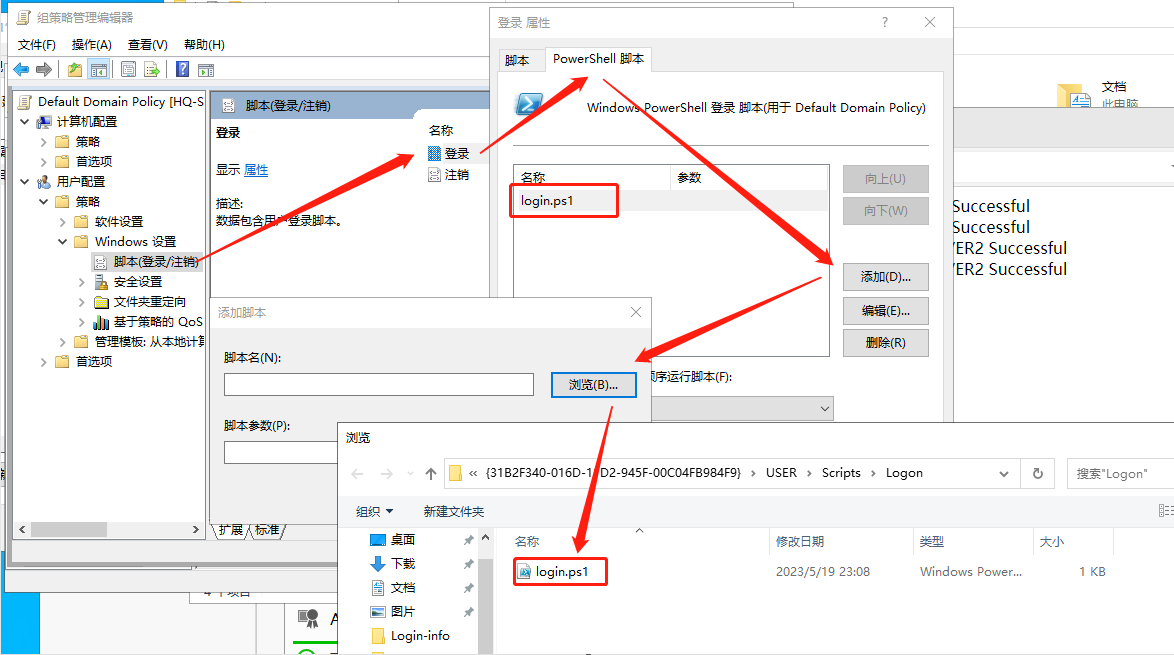 组策略管理编辑器
文件(F) 操作(A) 查看(V) 帮助(H)
Default Domain Policy [HQ-S
计算机配置
策略
首选项
用户配置
策略
软件设置
Windows 设置
脚本(登录/注销)
安全设置
文件夹重定向
基于策略的 QoS
管理模板: 从本地计算
首选项
脚本(登录/注销)
登录
显示 属性
描述:
数据包含用户登录脚本。
名称
登录
注销
扩展 标准
登录 属性
脚本 PowerShell 脚本
Windows PowerShell 登录 脚本(用于 Default Domain Policy)
名称 参数
login.ps1
向上(U)
向下(W)
添加(D)...
编辑(E)...
删除(R)
顺序运行脚本(F):
文档
此电脑
Successful
Successful
VER2 Successful
VER2 Successful
添加脚本
脚本名(N):
浏览(B)...
脚本参数(P):
浏览
« {31B2F340-016D-11D2-945F-00C04FB984F9} › USER › Scripts › Logon
搜索"Logon"
组织 新建文件夹
桌面
下载
文档
图片
Login-info
名称 修改日期 类型 大小
login.ps1 2023/5/19 23:08 Windows Power... 1 KB
4 个项目